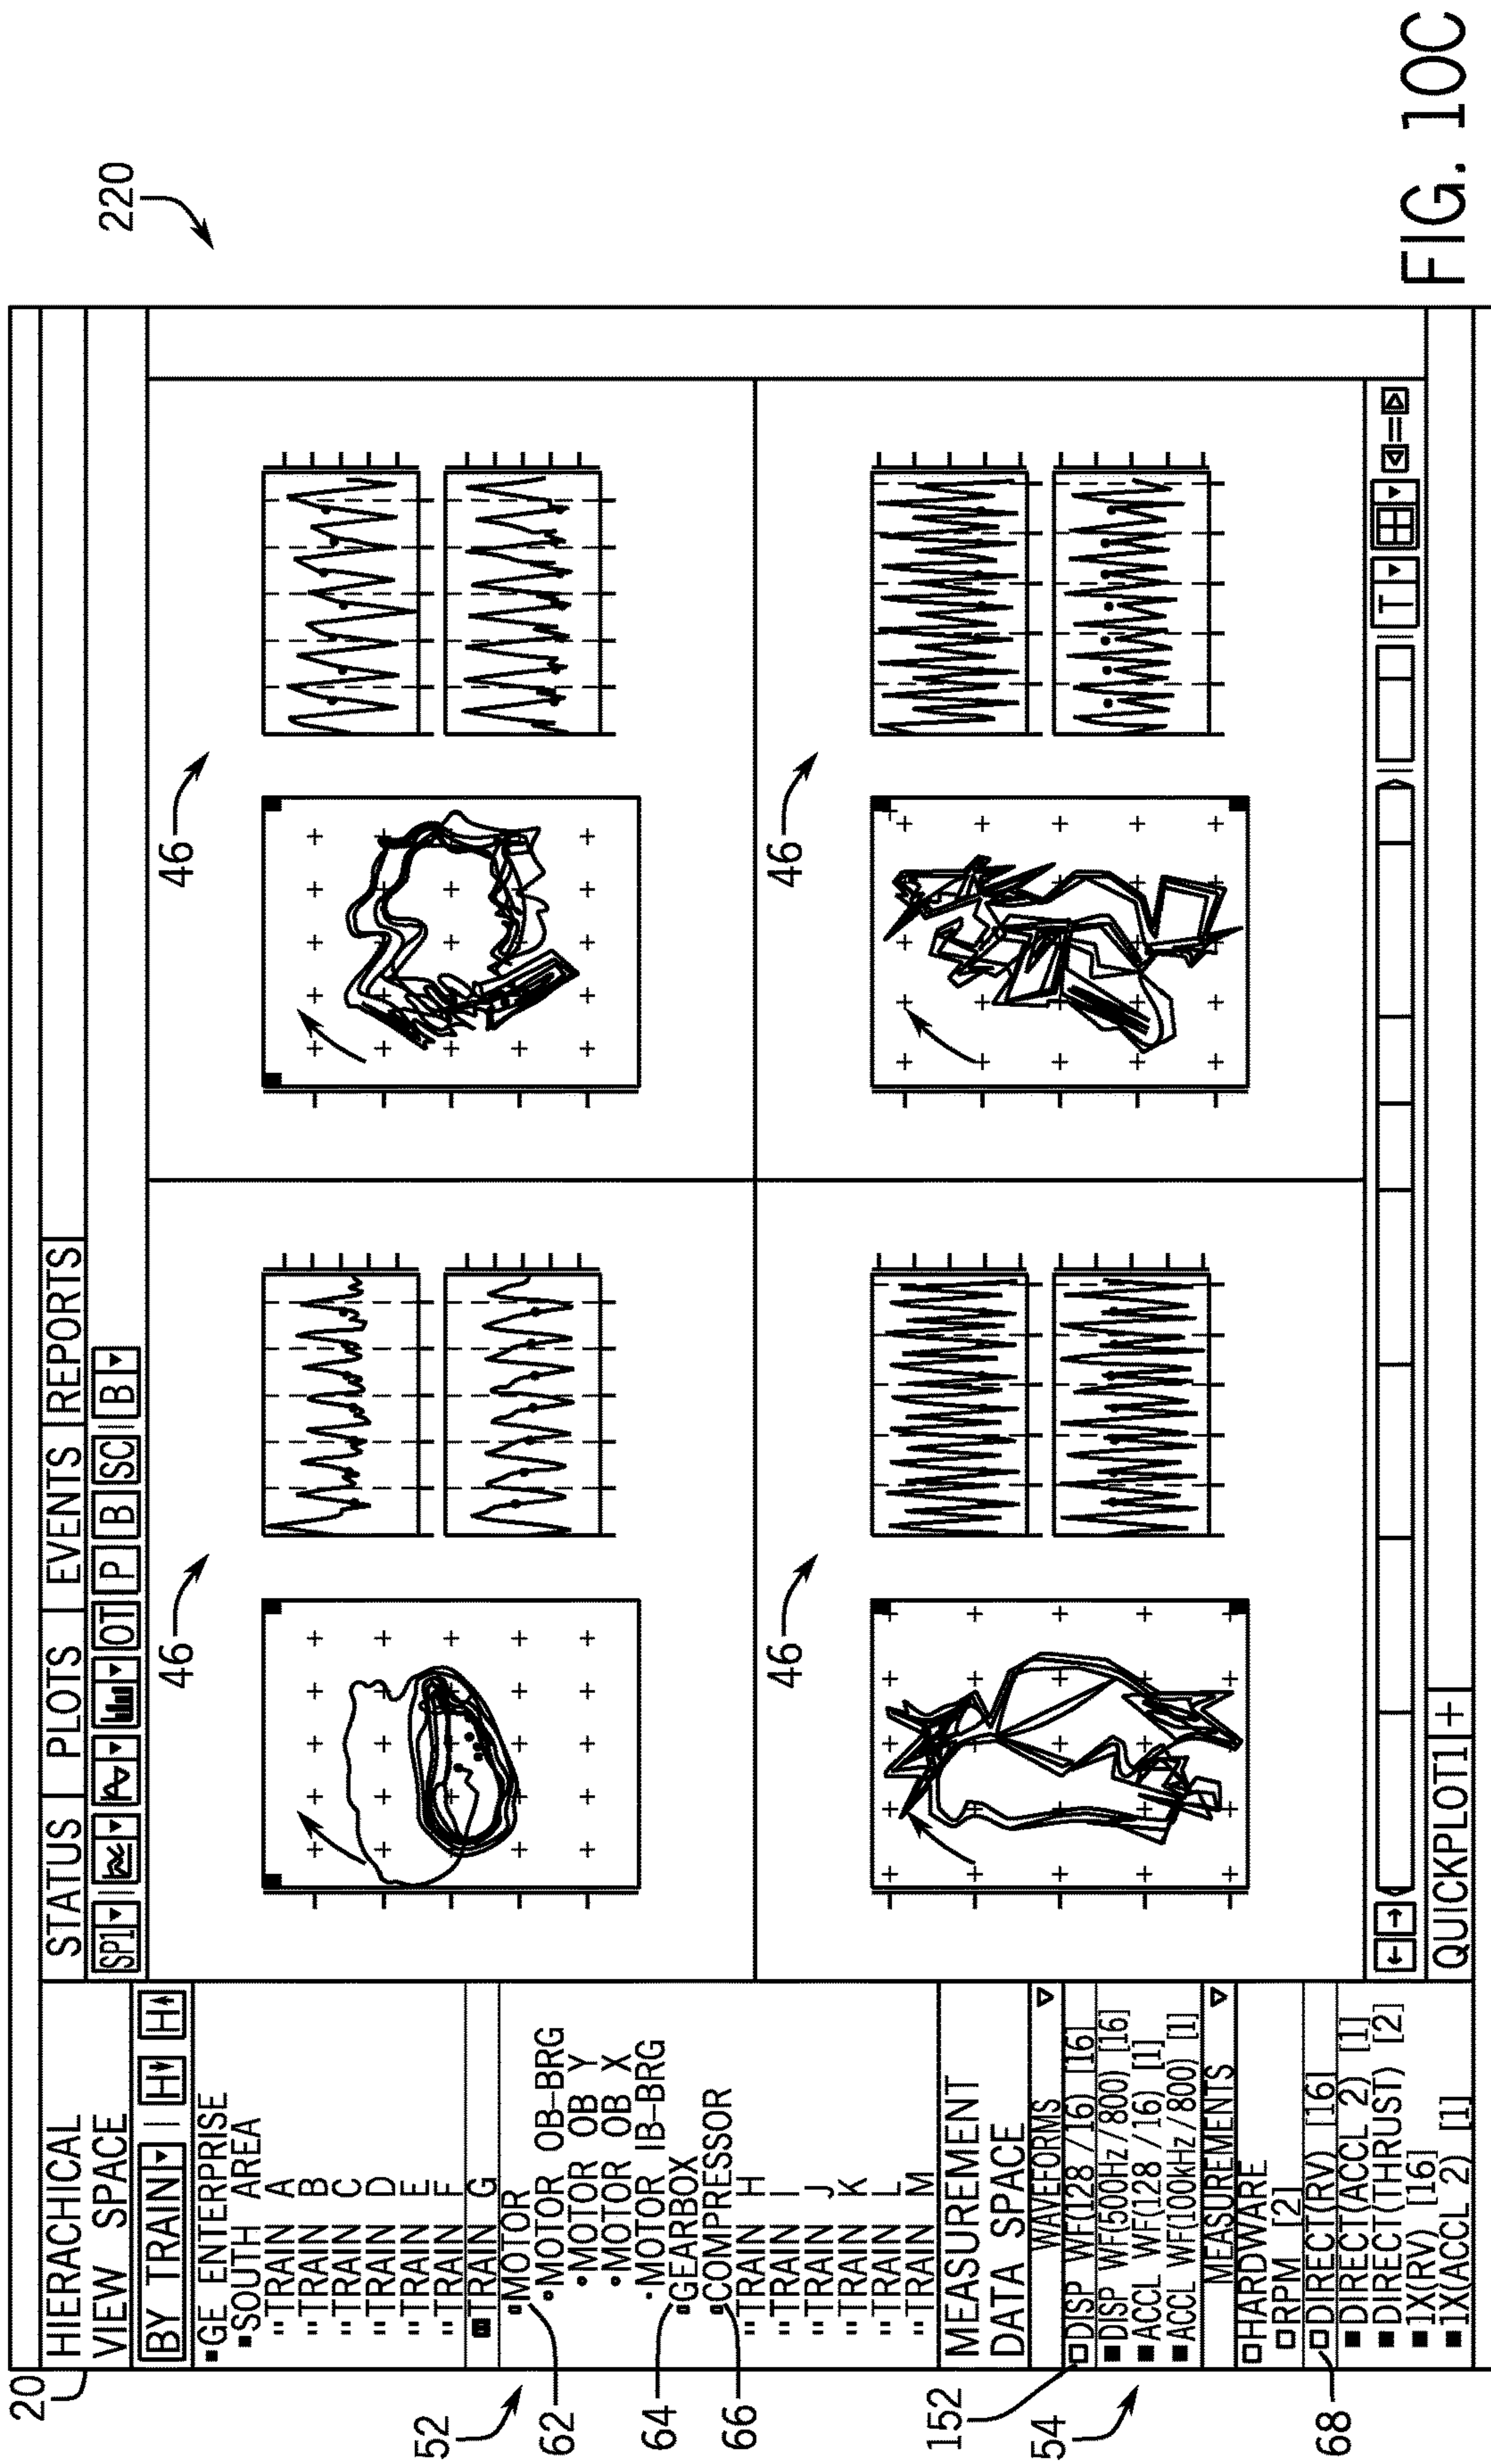 20
220
HIERACHICAL
VIEW SPACE
BY TRAIN H H
GE ENTERPRISE
SOUTH AREA
"TRAIN A
"TRAIN B
"TRAIN C
"TRAIN D
"TRAIN E
"TRAIN F
TRAIN G
MOTOR
MOTOR OB-BRG
MOTOR OB Y
MOTOR OB X
MOTOR IB-BRG
GEARBOX
COMPRESSOR
"TRAIN H
"TRAIN I
"TRAIN J
"TRAIN K
"TRAIN L
"TRAIN M
52
62
64
66
MEASUREMENT
DATA SPACE
WAVEFORMS
DISP WF(128 /16) [16]
DISP WF(500Hz/800) [16]
ACCL WF(128 /16) [1]
ACCL WF(100kHz/800) [1]
MEASUREMENTS
HARDWARE
RPM [2]
DIRECT(RV) [16]
DIRECT(ACCL 2) [1]
DIRECT(THRUST) [2]
1X(RV) [16]
1X(ACCL 2) [1]
152
54
68
STATUS PLOTS EVENTS REPORTS
SP1 OT P B SC B
46
46
46
46
T
QUICKPLOT1 +
FIG. 10C